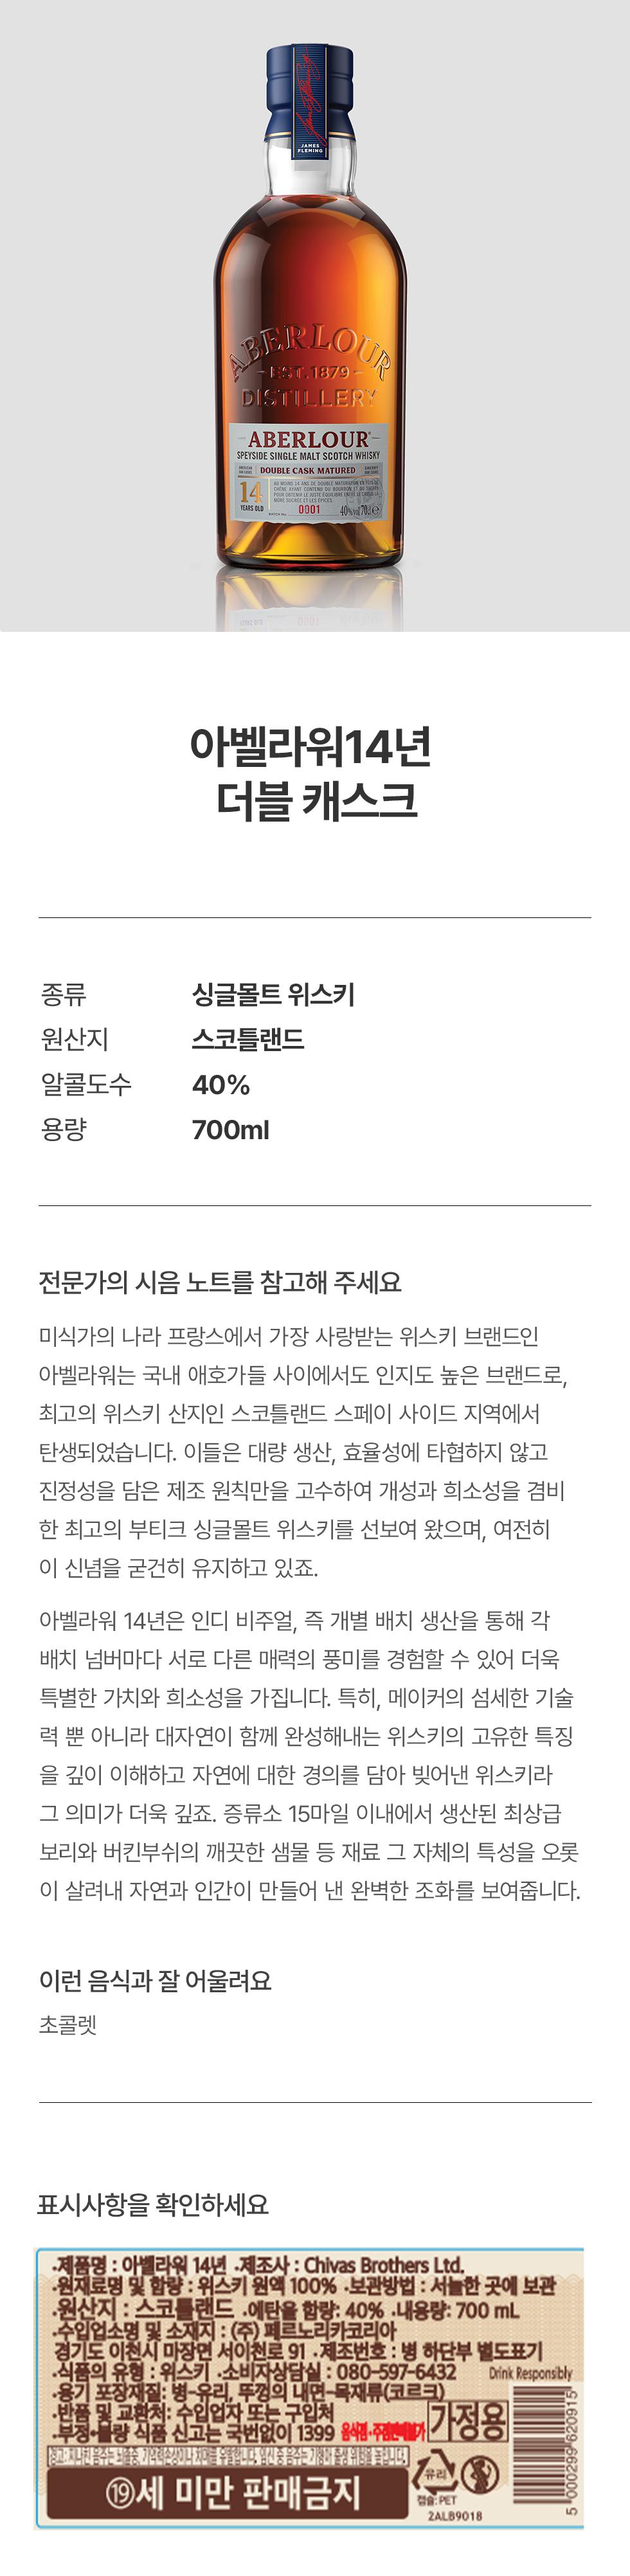 JAMES
FLEMING
ABERLOUR
EST.1879
DISTILLERY
ABERLOUR
SPEYSIDE SINGLE MALT SCOTCH WHISKY
DOUBLE CASK MATURED
14
YEARS OLD
0001
40%vol 70cl e
아벨라워14년
더블 캐스크
종류 싱글몰트 위스키
원산지 스코틀랜드
알콜도수 40%
용량 700ml
전문가의 시음 노트를 참고해 주세요
미식가의 나라 프랑스에서 가장 사랑받는 위스키 브랜드인
아벨라워는 국내 애호가들 사이에서도 인지도 높은 브랜드로,
최고의 위스키 산지인 스코틀랜드 스페이 사이드 지역에서
탄생되었습니다. 이들은 대량 생산, 효율성에 타협하지 않고
진정성을 담은 제조 원칙만을 고수하여 개성과 희소성을 겸비
한 최고의 부티크 싱글몰트 위스키를 선보여 왔으며, 여전히
이 신념을 굳건히 유지하고 있죠.
아벨라워 14년은 인디 비주얼, 즉 개별 배치 생산을 통해 각
배치 넘버마다 서로 다른 매력의 풍미를 경험할 수 있어 더욱
특별한 가치와 희소성을 가집니다. 특히, 메이커의 섬세한 기술
력 뿐 아니라 대자연이 함께 완성해내는 위스키의 고유한 특징
을 깊이 이해하고 자연에 대한 경의를 담아 빚어낸 위스키라
그 의미가 더욱 깊죠. 증류소 15마일 이내에서 생산된 최상급
보리와 버킨부쉬의 깨끗한 샘물 등 재료 그 자체의 특성을 오롯
이 살려내 자연과 인간이 만들어 낸 완벽한 조화를 보여줍니다.
이런 음식과 잘 어울려요
초콜렛
표시사항을 확인하세요
·제품명 : 아벨라워 14년 ·제조사 : Chivas Brothers Ltd.
·원재료명 및 함량 : 위스키 원액 100% ·보관방법 : 서늘한 곳에 보관
·원산지 : 스코틀랜드 ·에탄올 함량: 40% ·내용량: 700 mL
·수입업소명 및 소재지 : (주) 페르노리카코리아
경기도 이천시 마장면 서이천로 91 ·제조번호 : 병 하단부 별도표기
·식품의 유형 : 위스키 ·소비자상담실 : 080-597-6432
Drink Responsibly
·용기 포장재질: 병-유리, 뚜껑의 내면-목재류(코르크)
·반품 및 교환처: 수입업자 또는 구입처
·부정·불량 식품 신고는 국번없이 1399
가정용
⑲세 미만 판매금지
유리
캡슐: PET
2ALB9018
5 000299 620915